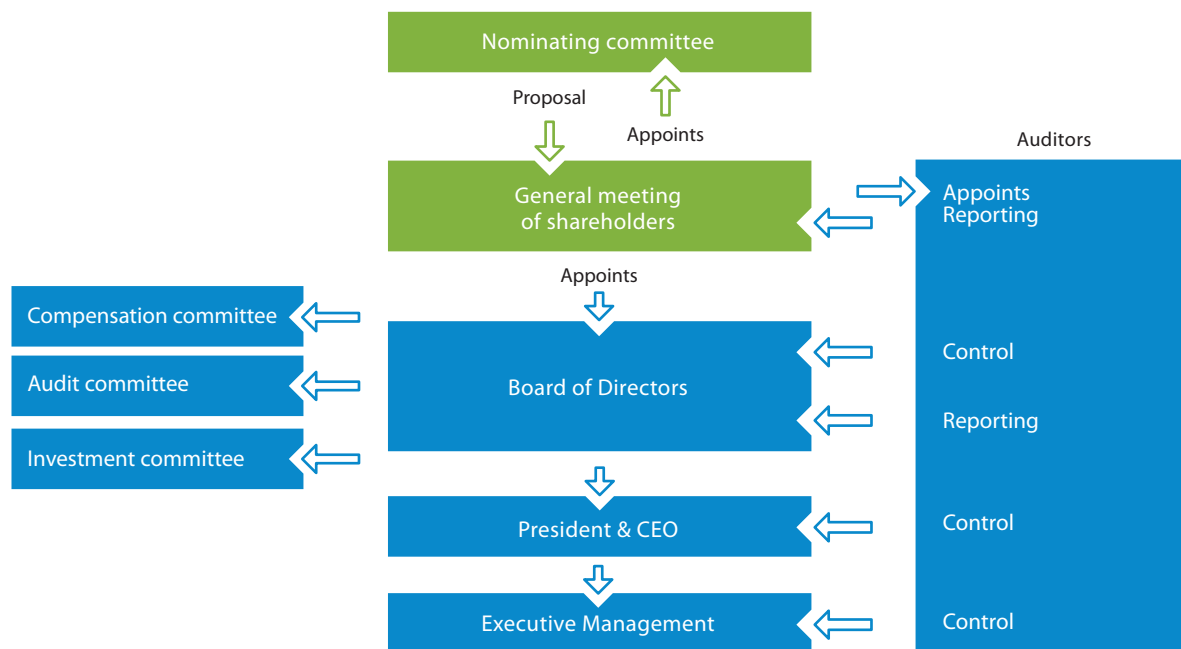 Nominating committee
Proposal
Appoints
Auditors
General meeting
of shareholders
Appoints
Reporting
Appoints
Compensation committee
Audit committee
Investment committee
Board of Directors
Control
Reporting
President & CEO
Control
Executive Management
Control